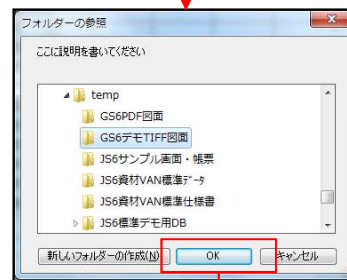 フォルダーの参照
ここに説明を書いてください
temp
GS6PDF図面
GS6デモTIFF図面
JS6サンプル画面・帳票
JS6資材VAN標準ﾃﾞｰﾀ
JS6資材VAN標準仕様書
JS6標準デモ用DB
新しいフォルダーの作成(N)
OK
キャンセル